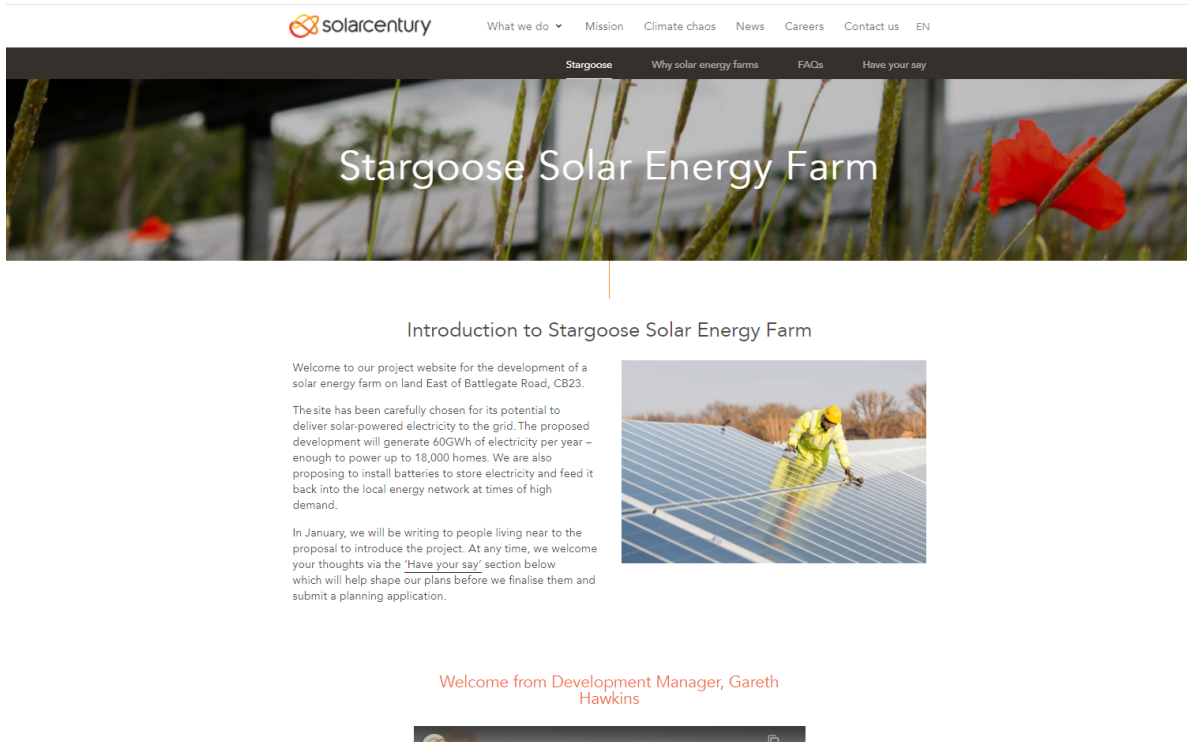 solarcentury
What we do Mission Climate chaos News Careers Contact us EN
Stargoose Why solar energy farms FAQs Have your say
Stargoose Solar Energy Farm
Introduction to Stargoose Solar Energy Farm
Welcome to our project website for the development of a
solar energy farm on land East of Battlegate Road, CB23.
The site has been carefully chosen for its potential to
deliver solar-powered electricity to the grid. The proposed
development will generate 60GWh of electricity per year –
enough to power up to 18,000 homes. We are also
proposing to install batteries to store electricity and feed it
back into the local energy network at times of high
demand.
In January, we will be writing to people living near to the
proposal to introduce the project. At any time, we welcome
your thoughts via the ‘Have your say’ section below
which will help shape our plans before we finalise them and
submit a planning application.
Welcome from Development Manager, Gareth
Hawkins